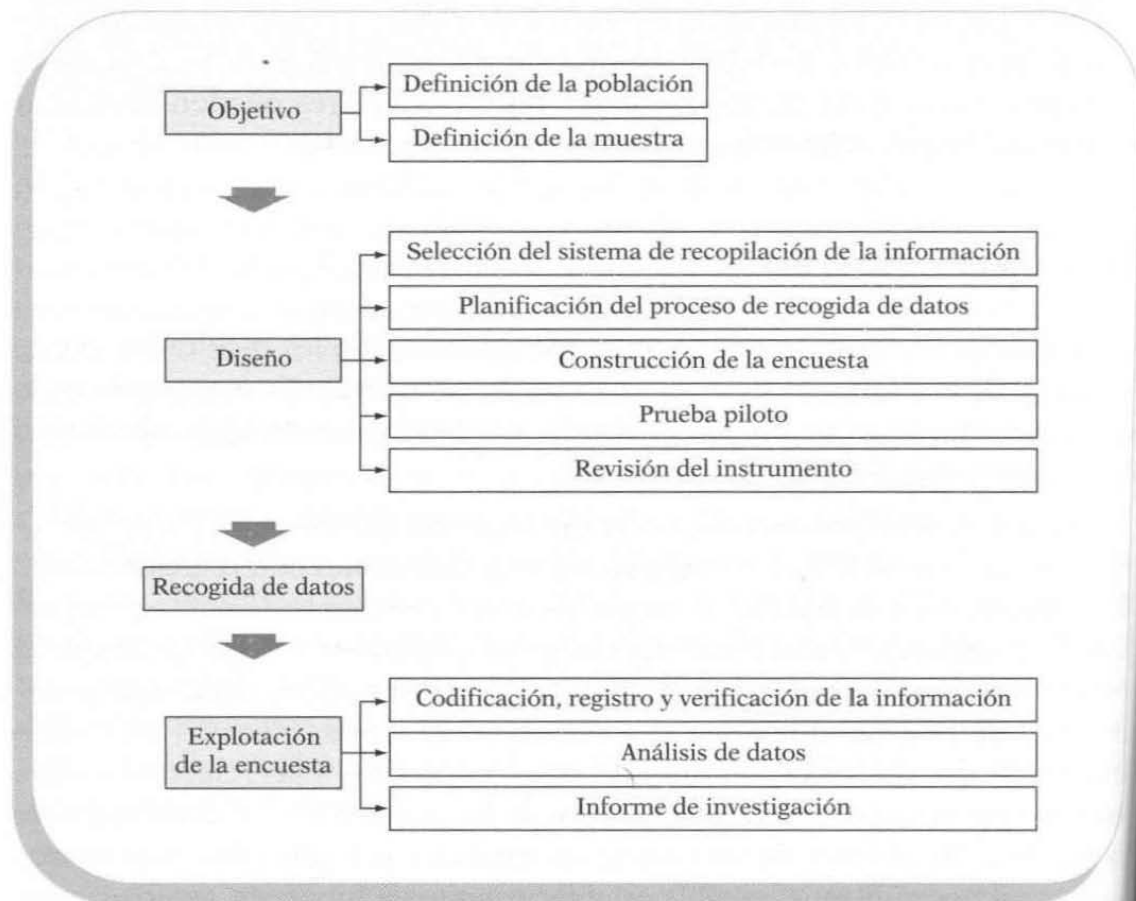 Objetivo
Definición de la población
Definición de la muestra
Diseño
Selección del sistema de recopilación de la información
Planificación del proceso de recogida de datos
Construcción de la encuesta
Prueba piloto
Revisión del instrumento
Recogida de datos
Explotación
de la encuesta
Codificación, registro y verificación de la información
Análisis de datos
Informe de investigación